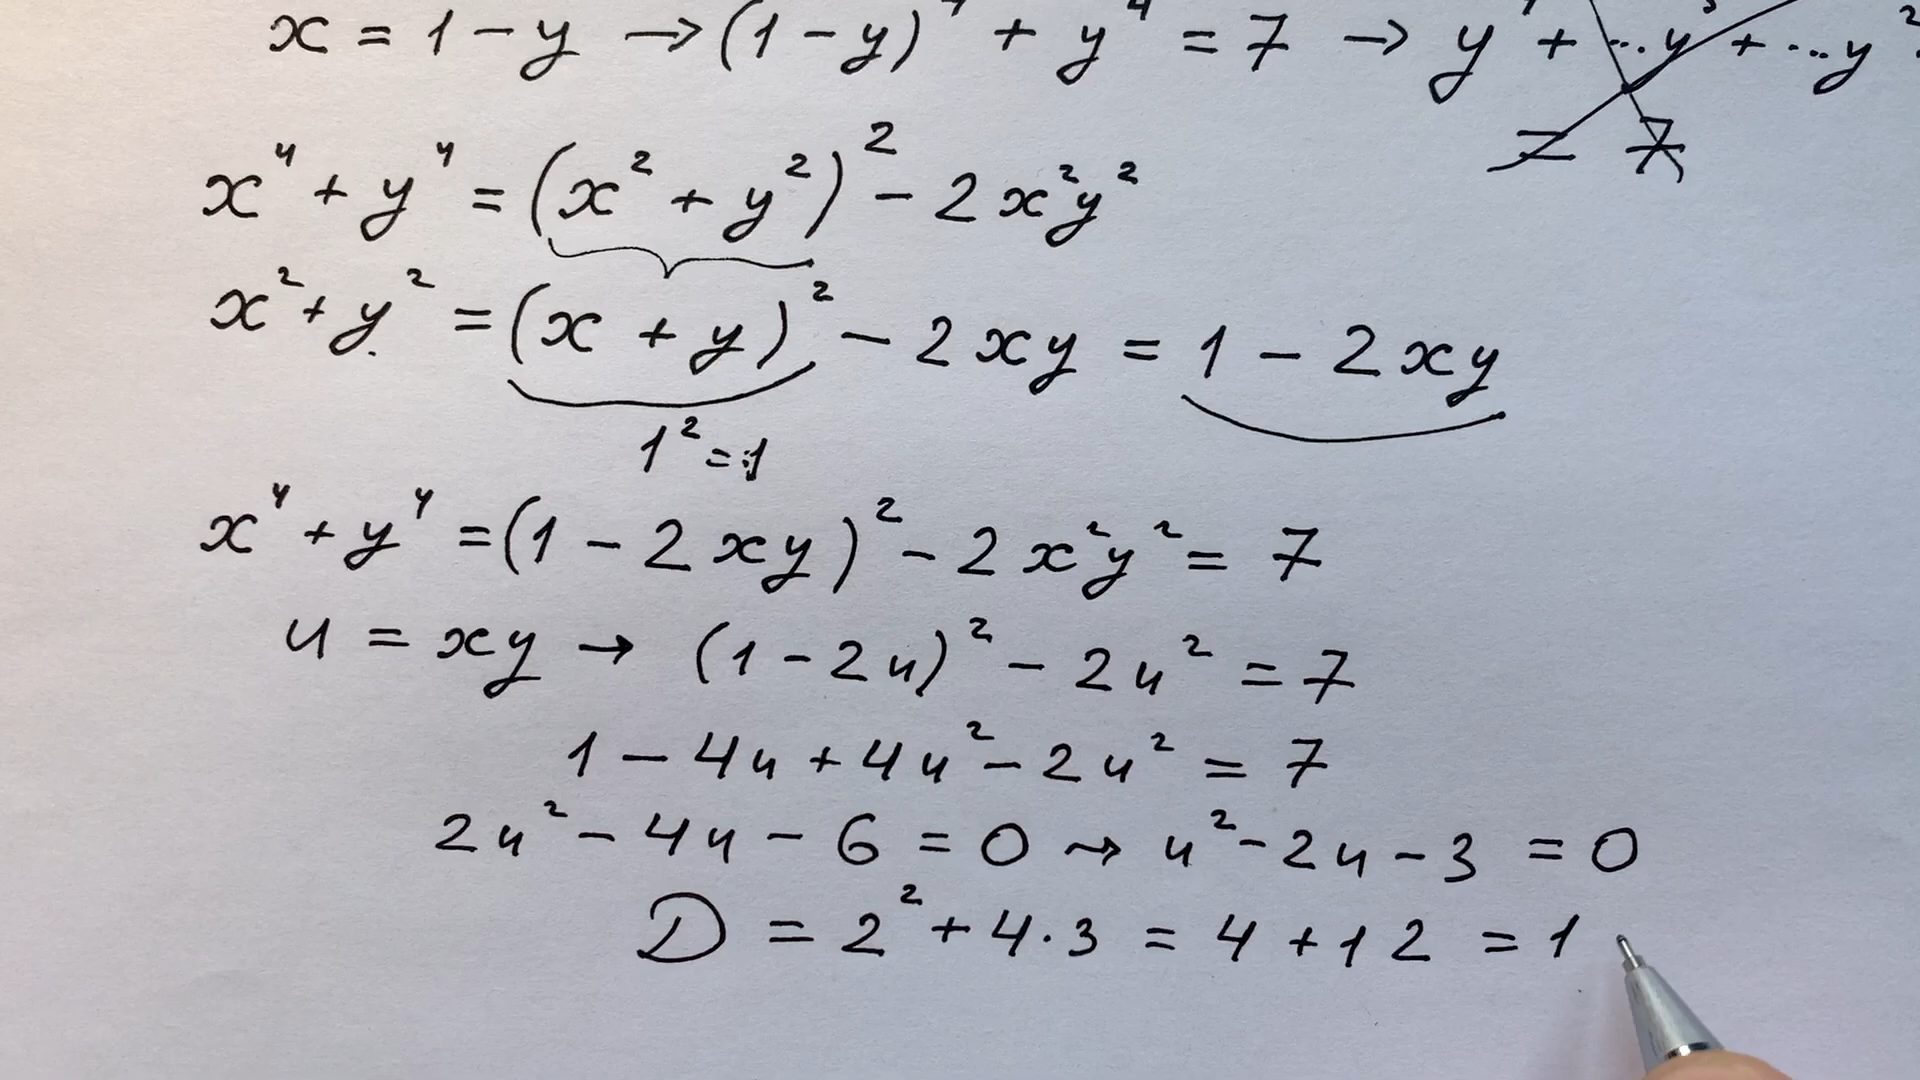 x = 1 - y → (1 - y)⁴ + y⁴ = 7 → y⁴ + ...y³ + ...y²
= 7
x⁴ + y⁴ = (x² + y²)² - 2x²y²
x² + y² = (x + y)² - 2xy = 1 - 2xy
1² = 1
x⁴ + y⁴ = (1 - 2xy)² - 2x²y² = 7
u = xy → (1 - 2u)² - 2u² = 7
1 - 4u + 4u² - 2u² = 7
2u² - 4u - 6 = 0 → u² - 2u - 3 = 0
D = 2² + 4·3 = 4 + 12 = 1